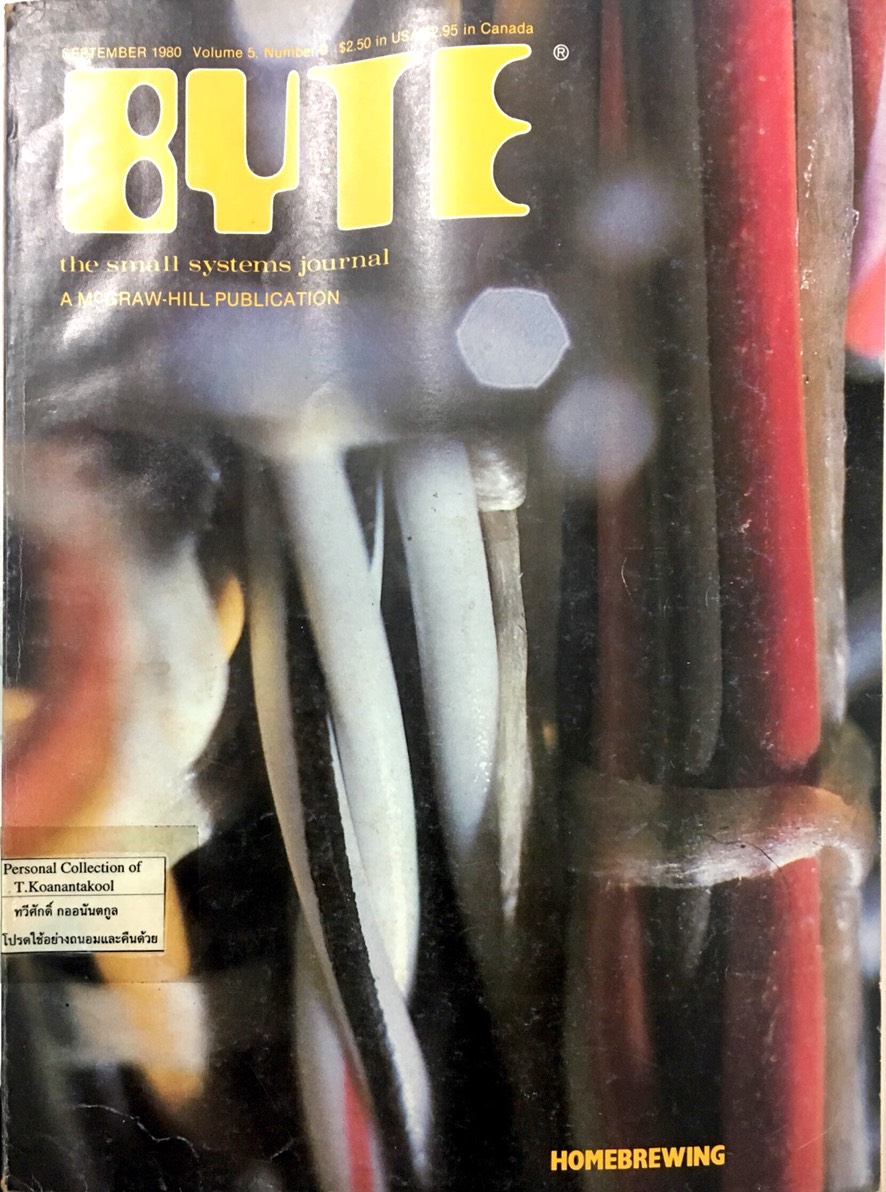 SEPTEMBER 1980 Volume 5, Number 9 $2.50 in USA/$2.95 in Canada
BYTE ®
the small systems journal
A McGRAW-HILL PUBLICATION
Personal Collection of
T.Koanantakool
ทวีศักดิ์ กออนันตกูล
โปรดใช้อย่างถนอมและคืนด้วย
HOMEBREWING